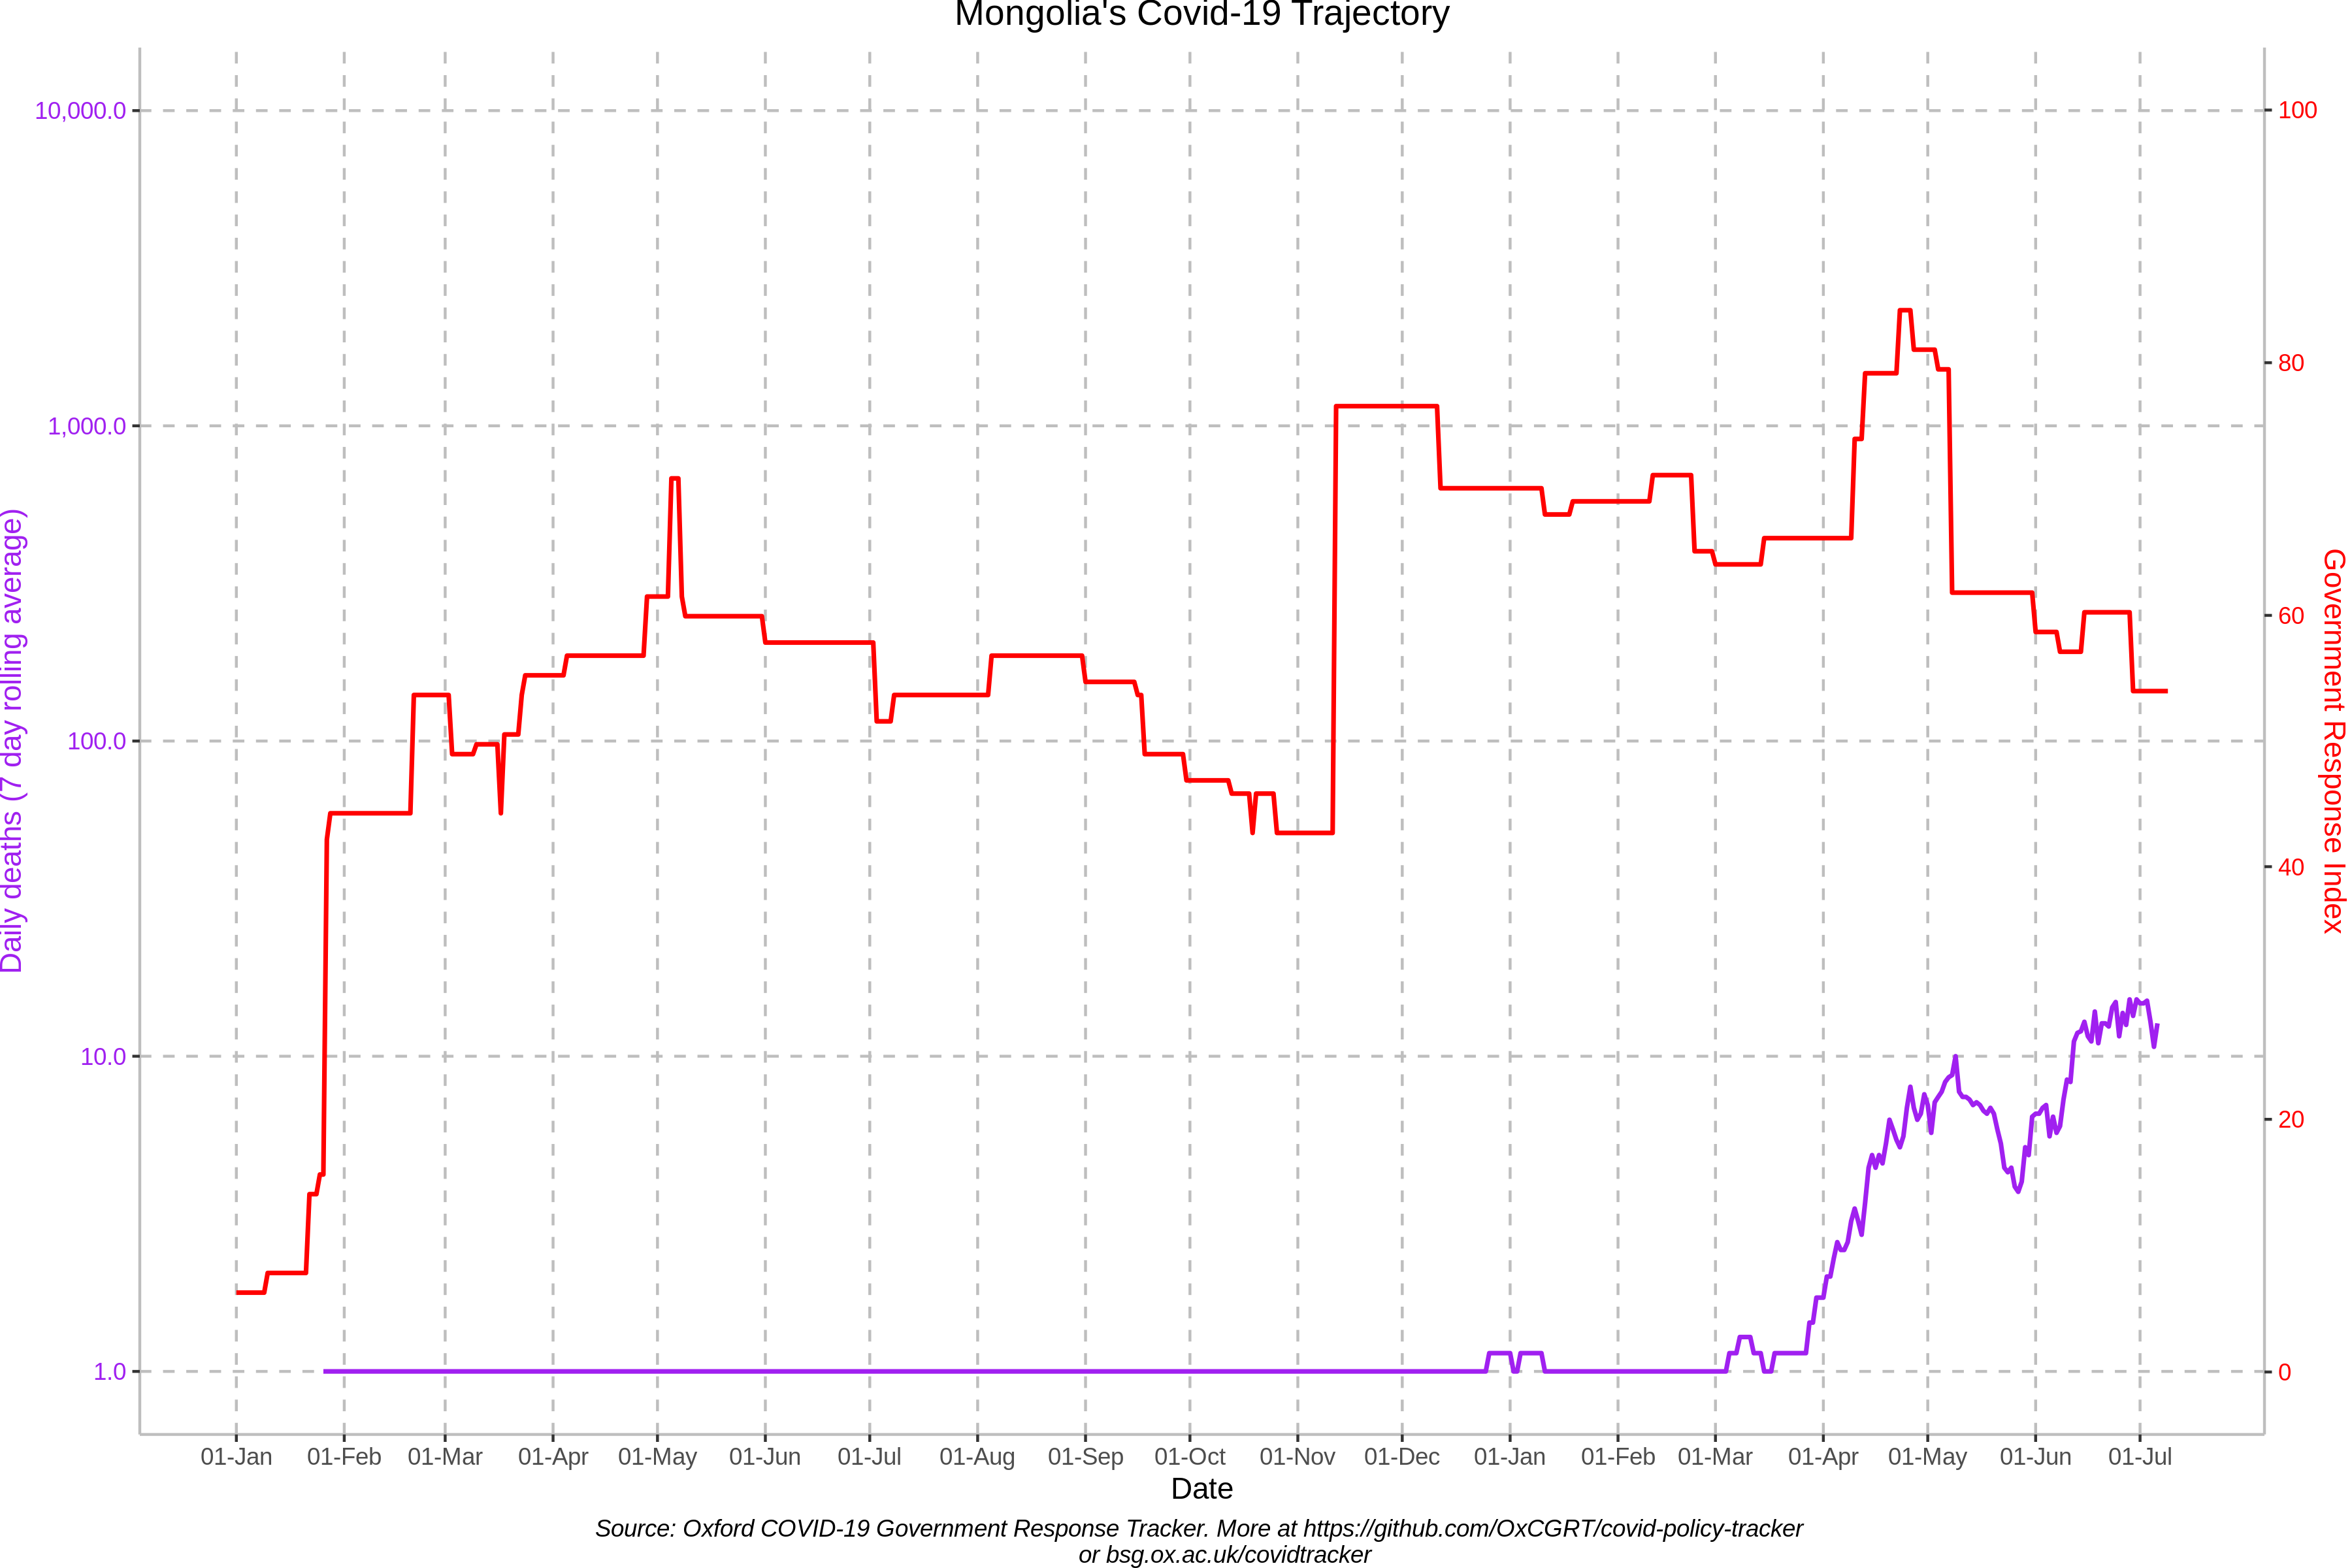 Mongolia's Covid-19 Trajectory
10,000.0
1,000.0
100.0
10.0
1.0
Daily deaths (7 day rolling average)
100
80
60
40
20
0
Government Response Index
01-Jan 01-Feb 01-Mar 01-Apr 01-May 01-Jun 01-Jul 01-Aug 01-Sep 01-Oct 01-Nov 01-Dec 01-Jan 01-Feb 01-Mar 01-Apr 01-May 01-Jun 01-Jul
Date
Source: Oxford COVID-19 Government Response Tracker. More at https://github.com/OxCGRT/covid-policy-tracker
or bsg.ox.ac.uk/covidtracker